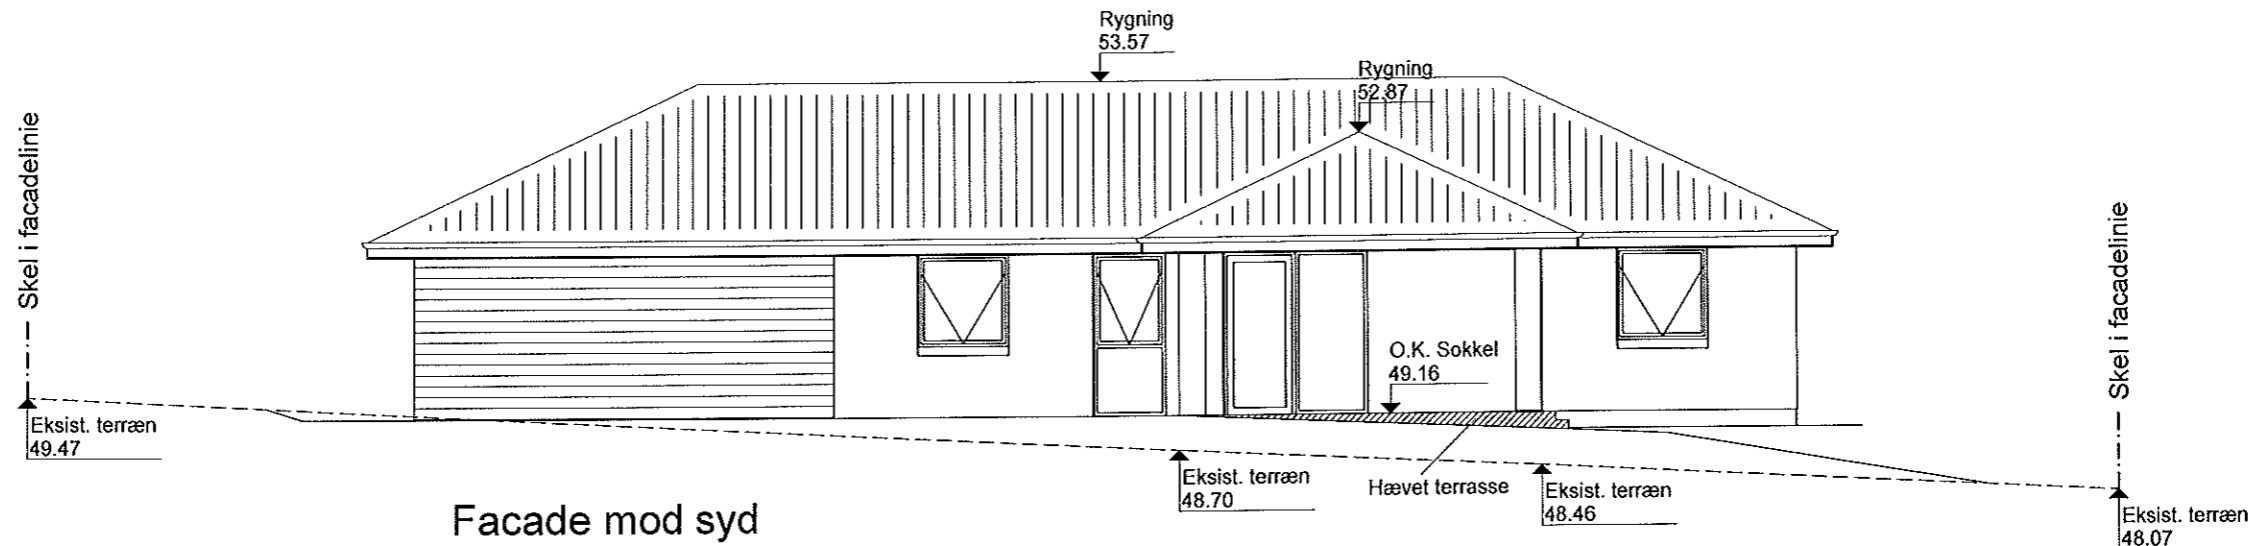 Rygning
53.57
Rygning
52.87
Skel i facadelinie
Skel i facadelinie
O.K. Sokkel
49.16
Eksist. terræn
49.47
Eksist. terræn
48.70
Hævet terrasse
Eksist. terræn
48.46
Eksist. terræn
48.07
Facade mod syd